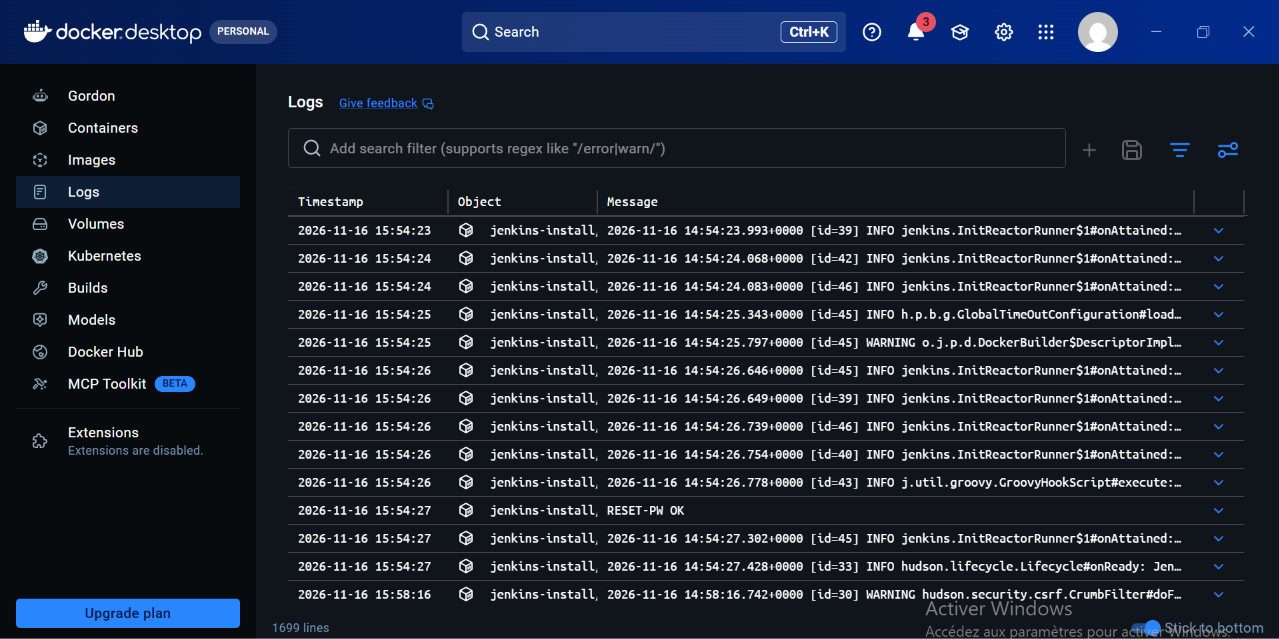 docker.desktop PERSONAL Search Ctrl+K 3
Gordon
Containers
Images
Logs
Volumes
Kubernetes
Builds
Models
Docker Hub
MCP Toolkit BETA
Extensions
Extensions are disabled.
Upgrade plan
Logs Give feedback
Add search filter (supports regex like "/error|warn/")
Timestamp Object Message
2026-11-16 15:54:23 jenkins-install, 2026-11-16 14:54:23.993+0000 [id=39] INFO jenkins.InitReactorRunner$1#onAttained:…
2026-11-16 15:54:24 jenkins-install, 2026-11-16 14:54:24.068+0000 [id=42] INFO jenkins.InitReactorRunner$1#onAttained:…
2026-11-16 15:54:24 jenkins-install, 2026-11-16 14:54:24.083+0000 [id=46] INFO jenkins.InitReactorRunner$1#onAttained:…
2026-11-16 15:54:25 jenkins-install, 2026-11-16 14:54:25.343+0000 [id=45] INFO h.p.b.g.GlobalTimeOutConfiguration#load…
2026-11-16 15:54:25 jenkins-install, 2026-11-16 14:54:25.797+0000 [id=45] WARNING o.j.p.d.DockerBuilder$DescriptorImpl…
2026-11-16 15:54:26 jenkins-install, 2026-11-16 14:54:26.646+0000 [id=45] INFO jenkins.InitReactorRunner$1#onAttained:…
2026-11-16 15:54:26 jenkins-install, 2026-11-16 14:54:26.649+0000 [id=39] INFO jenkins.InitReactorRunner$1#onAttained:…
2026-11-16 15:54:26 jenkins-install, 2026-11-16 14:54:26.739+0000 [id=46] INFO jenkins.InitReactorRunner$1#onAttained:…
2026-11-16 15:54:26 jenkins-install, 2026-11-16 14:54:26.754+0000 [id=40] INFO jenkins.InitReactorRunner$1#onAttained:…
2026-11-16 15:54:26 jenkins-install, 2026-11-16 14:54:26.778+0000 [id=43] INFO j.util.groovy.GroovyHookScript#execute:…
2026-11-16 15:54:27 jenkins-install, RESET-PW OK
2026-11-16 15:54:27 jenkins-install, 2026-11-16 14:54:27.302+0000 [id=45] INFO jenkins.InitReactorRunner$1#onAttained:…
2026-11-16 15:54:27 jenkins-install, 2026-11-16 14:54:27.428+0000 [id=33] INFO hudson.lifecycle.Lifecycle#onReady: Jen…
2026-11-16 15:58:16 jenkins-install, 2026-11-16 14:58:16.742+0000 [id=30] WARNING hudson.security.csrf.CrumbFilter#doF…
Activer Windows
Accédez aux paramètres pour activer Windows.
1699 lines Stick to bottom